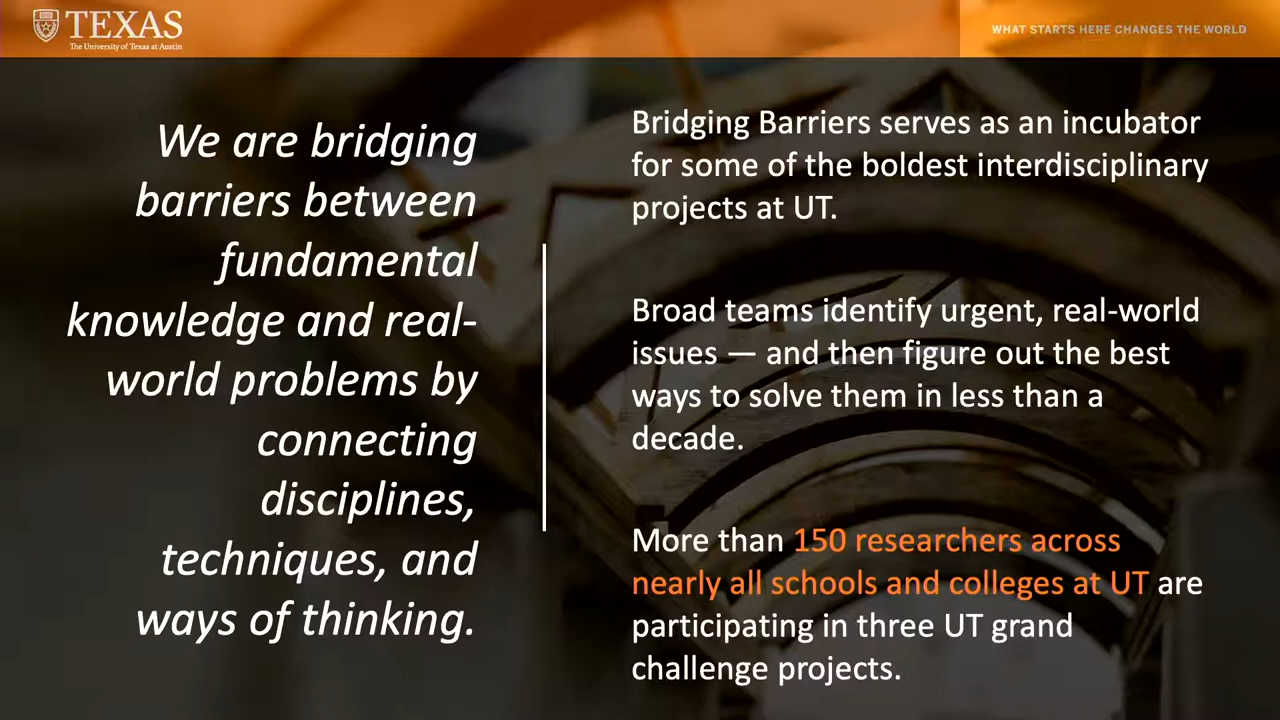 TEXAS
The University of Texas at Austin
WHAT STARTS HERE CHANGES THE WORLD
We are bridging
barriers between
fundamental
knowledge and real-
world problems by
connecting
disciplines,
techniques, and
ways of thinking.
Bridging Barriers serves as an incubator
for some of the boldest interdisciplinary
projects at UT.
Broad teams identify urgent, real-world
issues — and then figure out the best
ways to solve them in less than a
decade.
More than 150 researchers across
nearly all schools and colleges at UT are
participating in three UT grand
challenge projects.